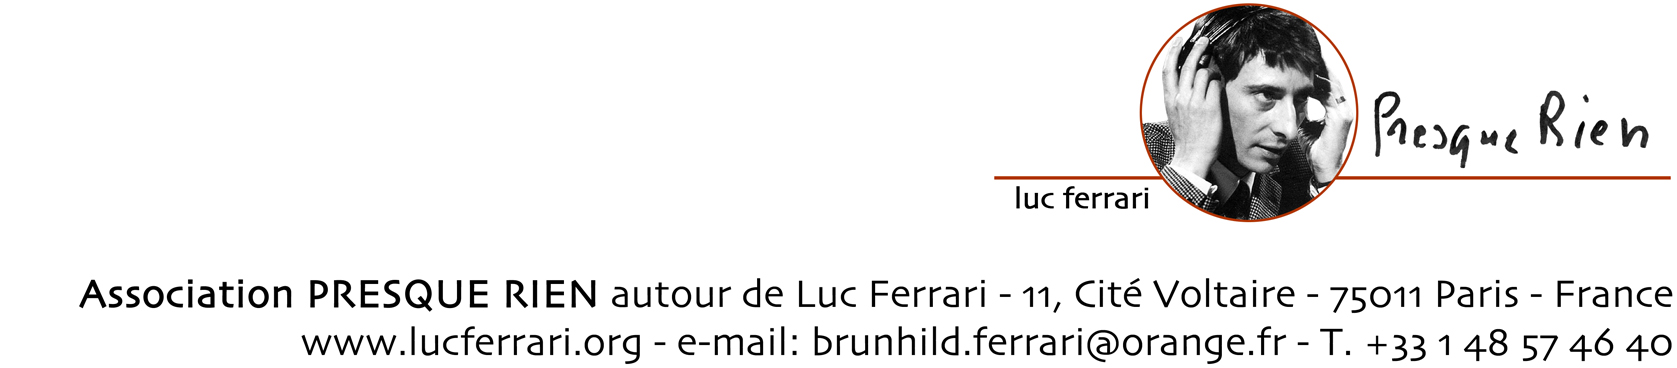 Presque Rien
luc ferrari
Association PRESQUE RIEN autour de Luc Ferrari - 11, Cité Voltaire - 75011 Paris - France
www.lucferrari.org - e-mail: brunhild.ferrari@orange.fr - T. +33 1 48 57 46 40